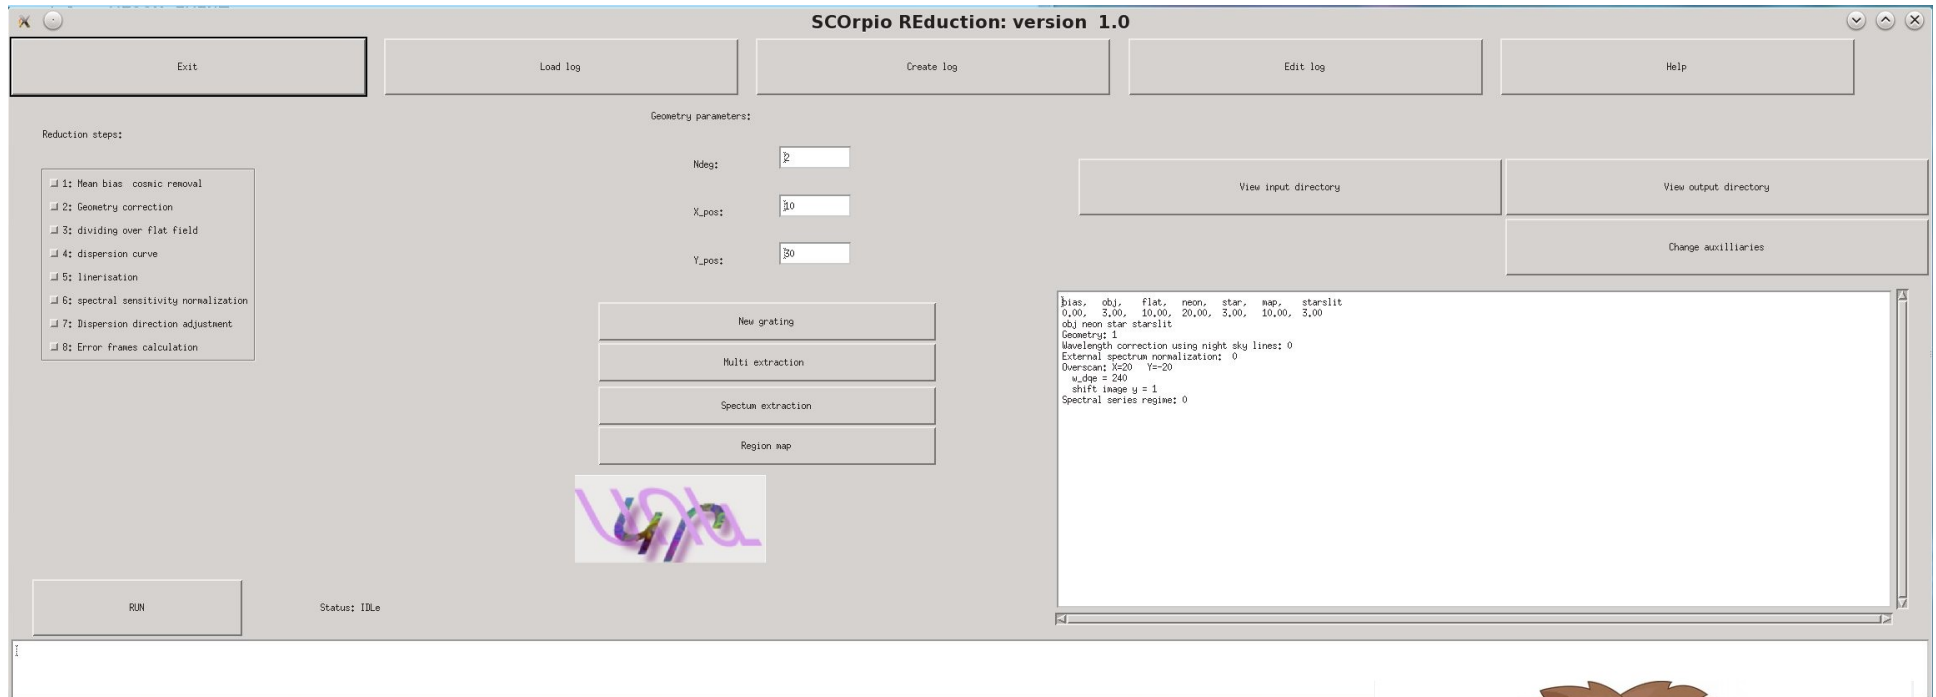 SCOrpio REduction: version 1.0
Exit
Load log
Create log
Edit log
Help
Geometry parameters:
Reduction steps:
Ndeg:
2
X_pos:
10
Y_pos:
30
1: Mean bias cosmic removal
2: Geometry correction
3: dividing over flat field
4: dispersion curve
5: linerisation
6: spectral sensitivity normalization
7: Dispersion direction adjustment
8: Error frames calculation
View input directory
View output directory
Change auxilliaries
New grating
Multi extraction
Spectum extraction
Region map
bias, obj, flat, neon, star, map, starslit
0.00, 3.00, 10.00, 20.00, 3.00, 10.00, 3.00
obj neon star starslit
Geometry: 1
Wavelength correction using night sky lines: 0
External spectrum normalization: 0
Overscan: X=20 Y=-20
w_dqe = 240
shift image y = 1
Spectral series regime: 0
RUN
Status: IDLe